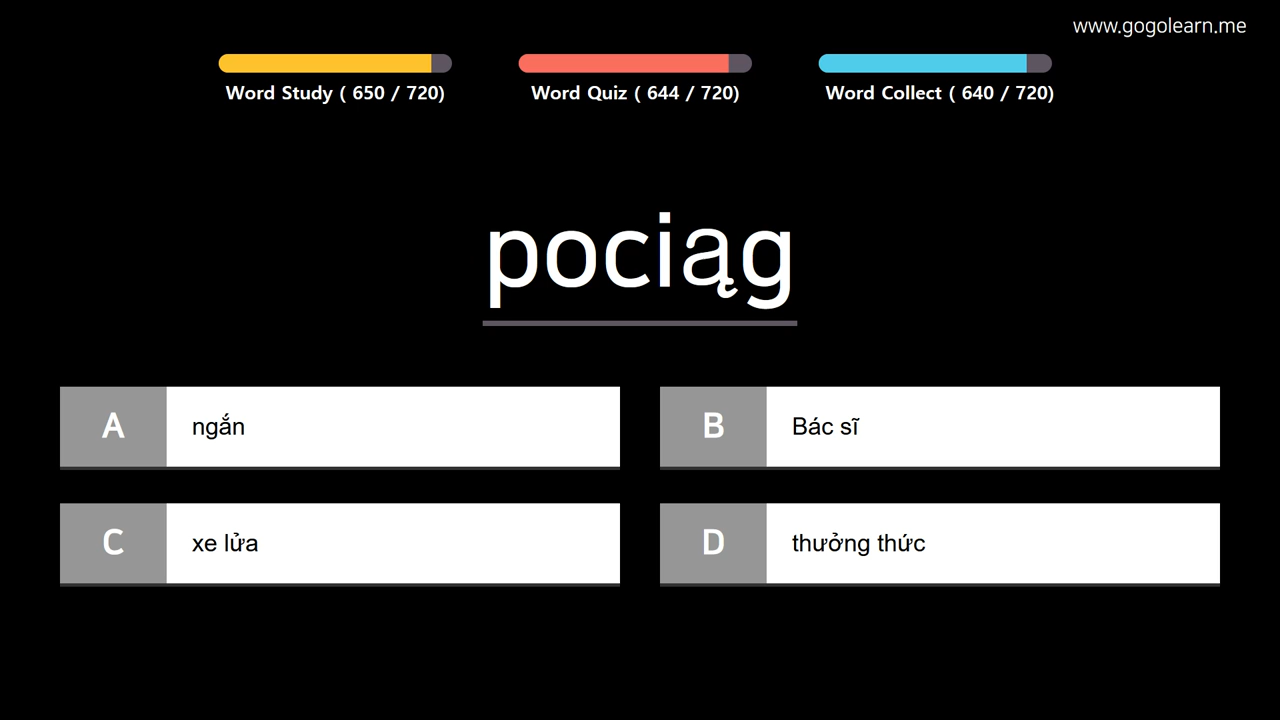 www.gogolearn.me
Word Study ( 650 / 720)
Word Quiz ( 644 / 720)
Word Collect ( 640 / 720)
pociąg
A ngắn
B Bác sĩ
C xe lửa
D thưởng thức